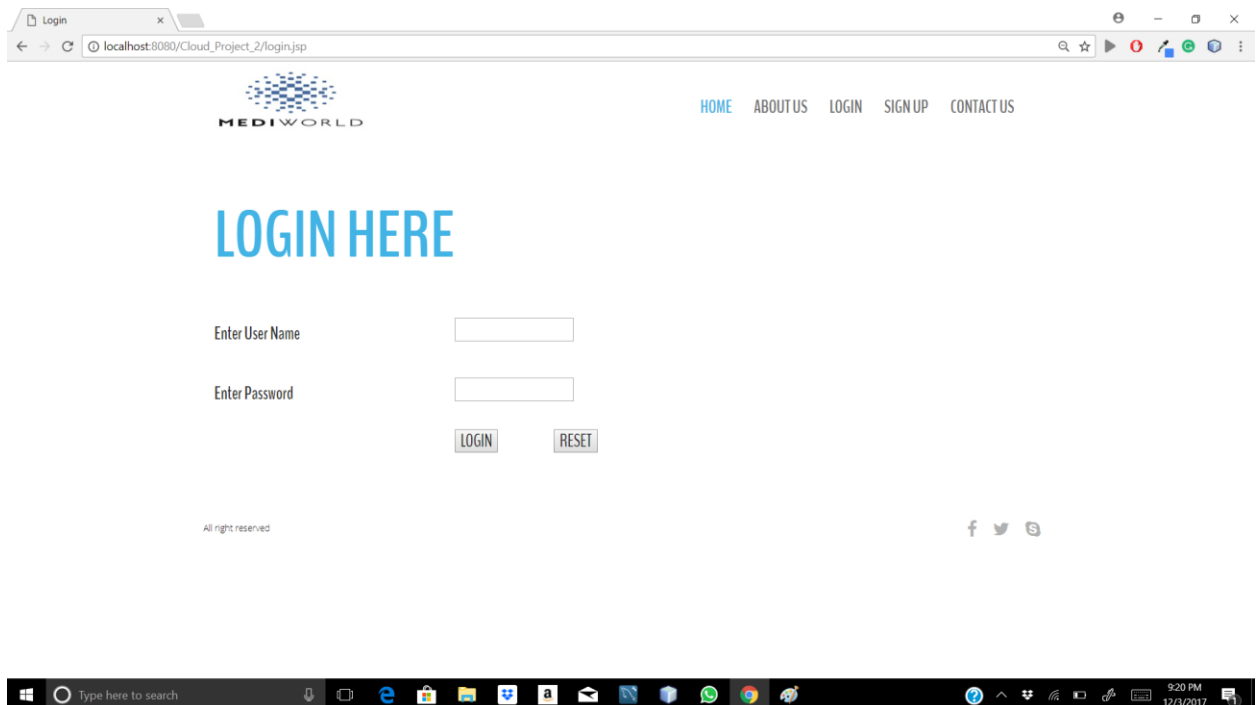 Login
localhost:8080/Cloud_Project_2/login.jsp
MEDIWORLD
HOME ABOUT US LOGIN SIGN UP CONTACT US
LOGIN HERE
Enter User Name
Enter Password
LOGIN RESET
All right reserved
Type here to search
9:20 PM
12/3/2017